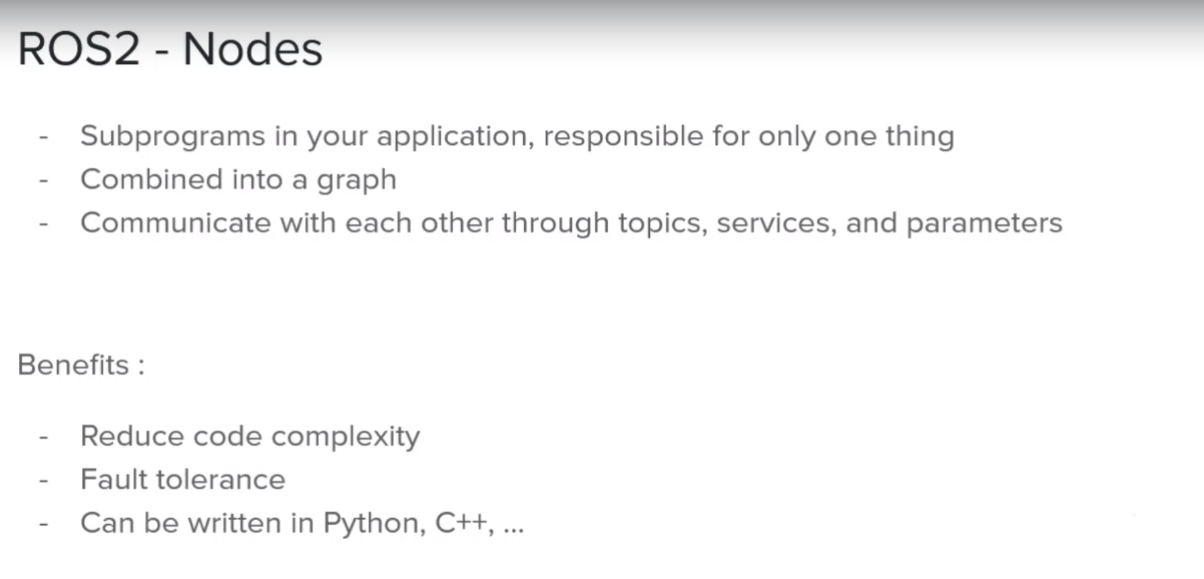 ROS2 - Nodes
- Subprograms in your application, responsible for only one thing
- Combined into a graph
- Communicate with each other through topics, services, and parameters
Benefits :
- Reduce code complexity
- Fault tolerance
- Can be written in Python, C++, ...